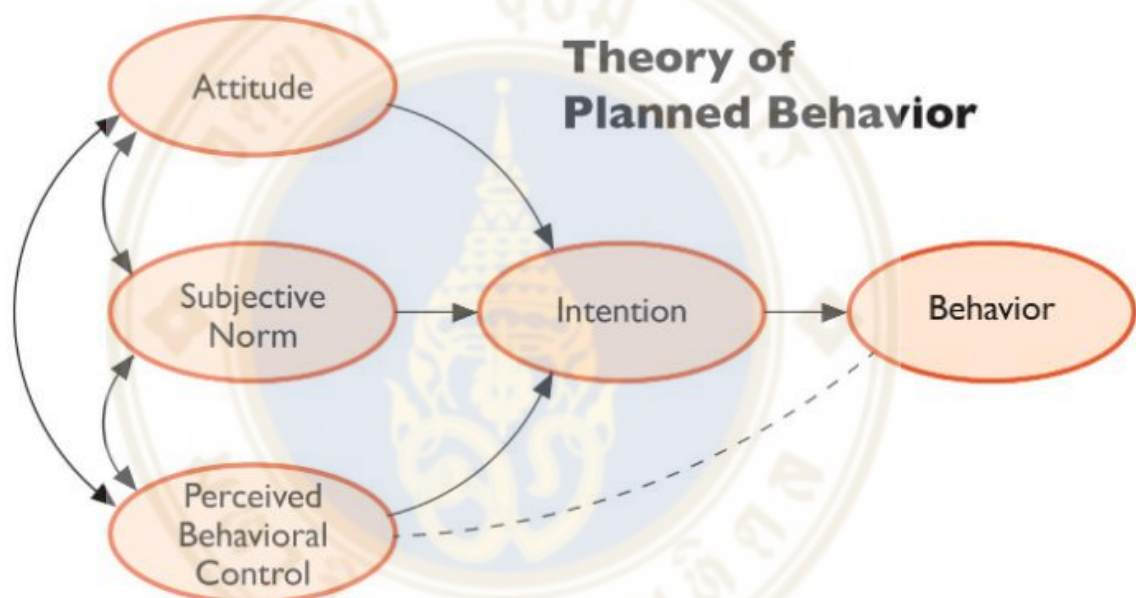 Theory of
Planned Behavior
Attitude
Subjective
Norm
Intention
Behavior
Perceived
Behavioral
Control